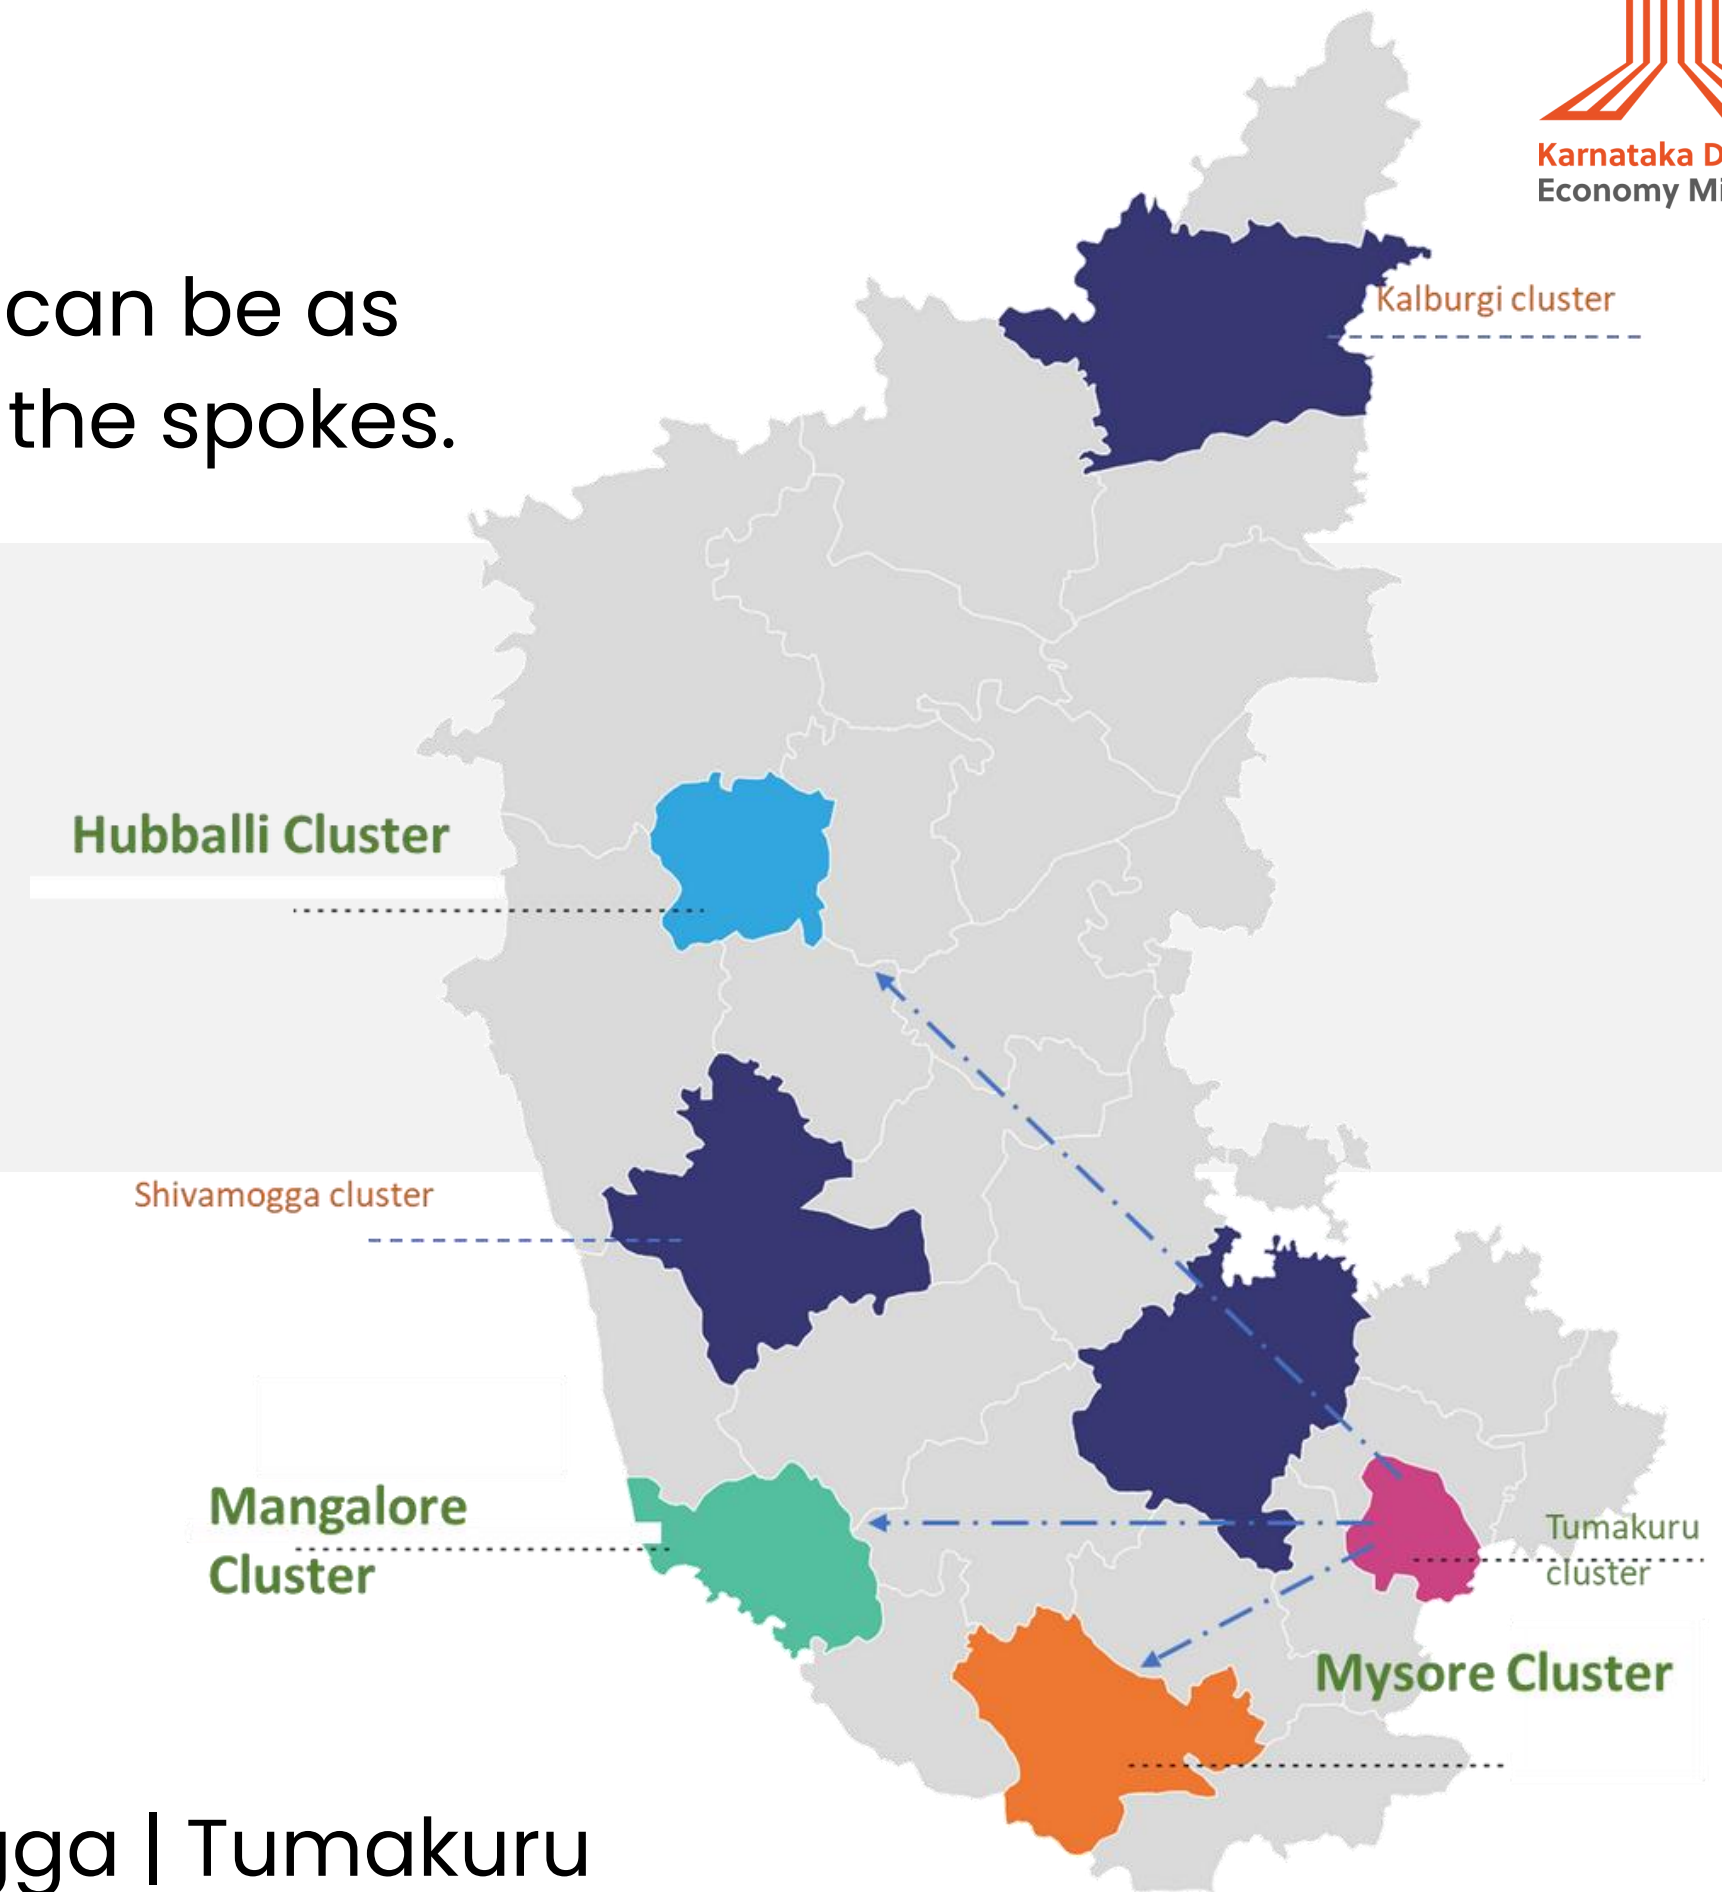 Karnataka D
Economy Mi
can be as
the spokes.
Kalburgi cluster
Hubballi Cluster
Shivamogga cluster
Mangalore
Cluster
Tumakuru
cluster
Mysore Cluster
gga | Tumakuru